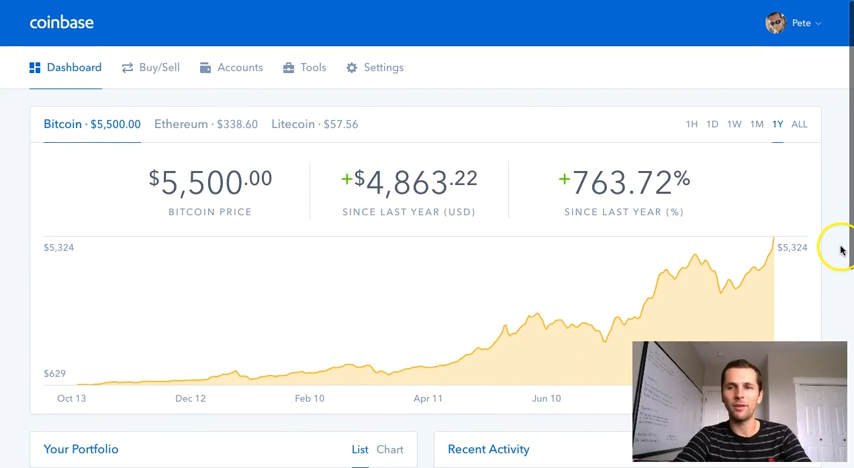 coinbase
Pete
Dashboard Buy/Sell Accounts Tools Settings
Bitcoin · $5,500.00 Ethereum · $338.60 Litecoin · $57.56 1H 1D 1W 1M 1Y ALL
$5,500.00 +$4,863.22 +763.72%
BITCOIN PRICE SINCE LAST YEAR (USD) SINCE LAST YEAR (%)
$5,324 $5,324
$629
Oct 13 Dec 12 Feb 10 Apr 11 Jun 10
Your Portfolio List Chart Recent Activity